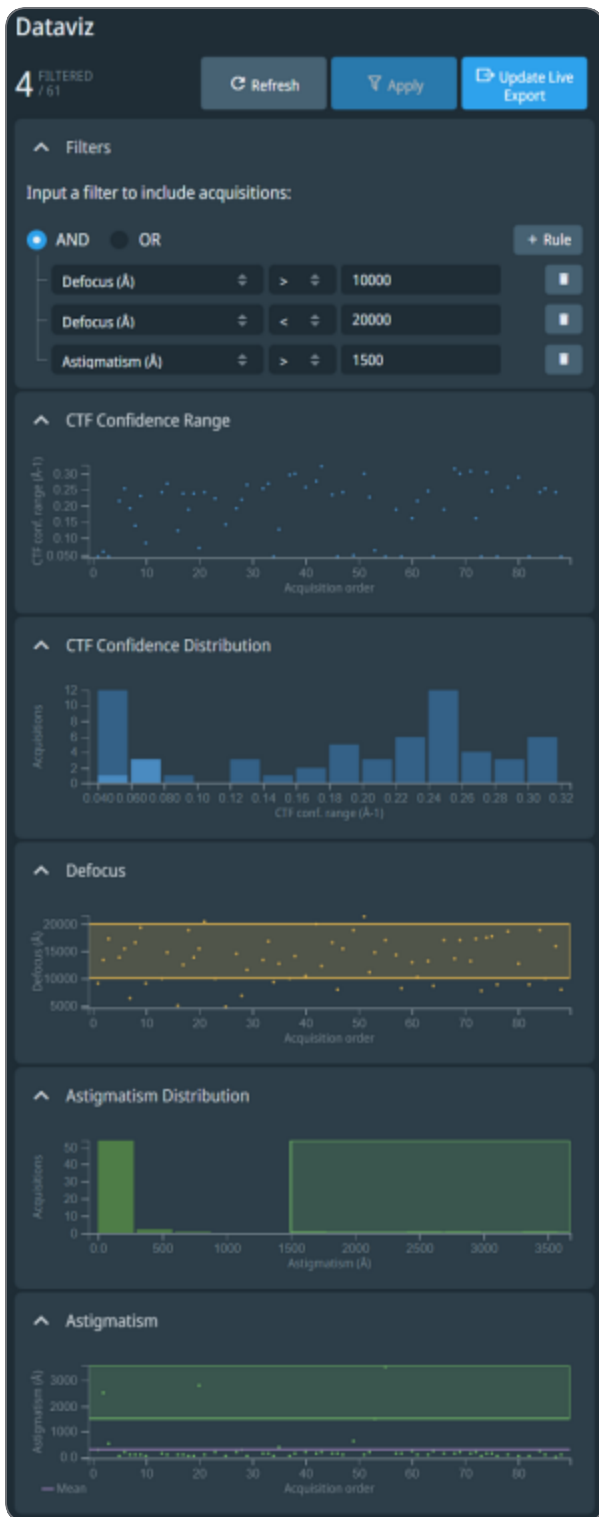 Dataviz
4 FILTERED / 61
Refresh
Apply
Update Live Export
Filters
Input a filter to include acquisitions:
AND OR
+ Rule
Defocus (Å) > 10000
Defocus (Å) < 20000
Astigmatism (Å) > 1500
CTF Confidence Range
CTF conf. range (Å-1)
0.30
0.25
0.20
0.15
0.10
0.050
0 10 20 30 40 50 60 70 80
Acquisition order
CTF Confidence Distribution
Acquisitions
12
10
8
6
4
2
0
0.040 0.060 0.080 0.10 0.12 0.14 0.16 0.18 0.20 0.22 0.24 0.26 0.28 0.30 0.32
CTF conf. range (Å-1)
Defocus
Defocus (Å)
20000
15000
10000
5000
0 10 20 30 40 50 60 70 80
Acquisition order
Astigmatism Distribution
Acquisitions
50
40
30
20
10
0
0.0 500 1000 1500 2000 2500 3000 3500
Astigmatism (Å)
Astigmatism
Astigmatism (Å)
3000
2000
1000
0.0
0 10 20 30 40 50 60 70 80
Mean
Acquisition order